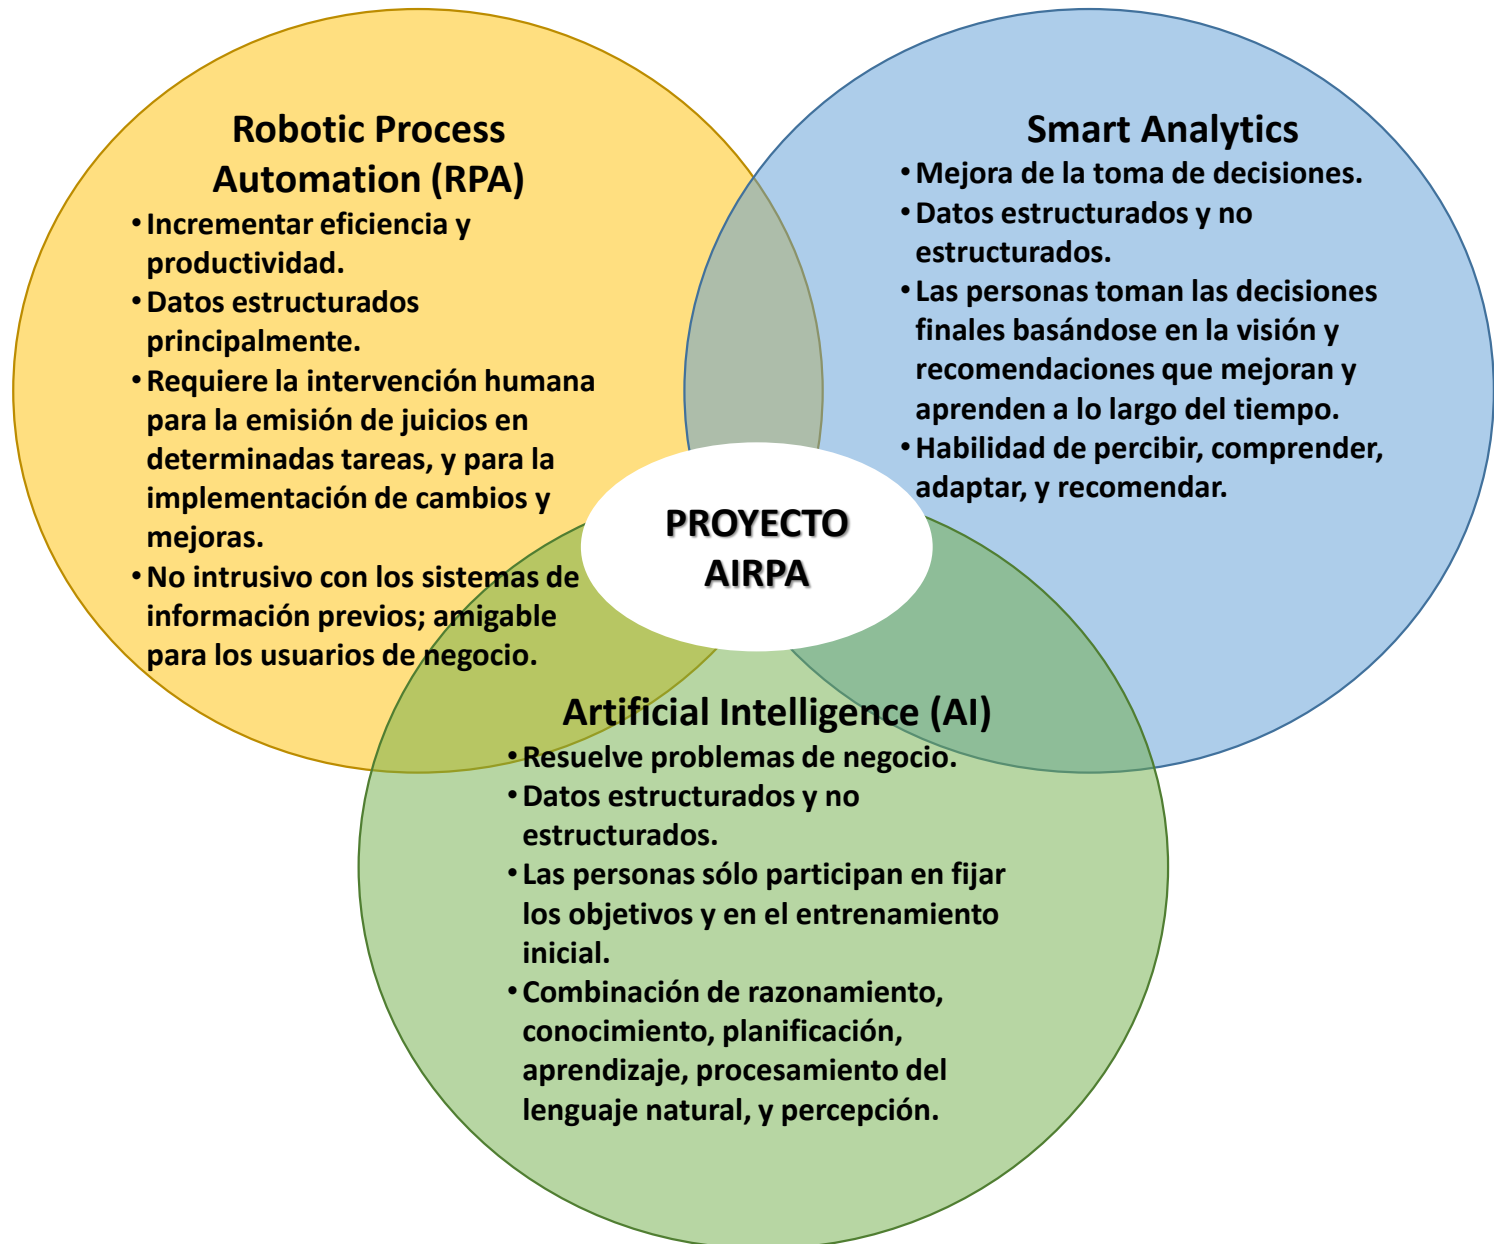 Robotic Process
Automation (RPA)
• Incrementar eficiencia y
productividad.
• Datos estructurados
principalmente.
• Requiere la intervención humana
para la emisión de juicios en
determinadas tareas, y para la
implementación de cambios y
mejoras.
• No intrusivo con los sistemas de
información previos; amigable
para los usuarios de negocio.
Smart Analytics
• Mejora de la toma de decisiones.
• Datos estructurados y no
estructurados.
• Las personas toman las decisiones
finales basándose en la visión y
recomendaciones que mejoran y
aprenden a lo largo del tiempo.
• Habilidad de percibir, comprender,
adaptar, y recomendar.
PROYECTO
AIRPA
Artificial Intelligence (AI)
• Resuelve problemas de negocio.
• Datos estructurados y no
estructurados.
• Las personas sólo participan en fijar
los objetivos y en el entrenamiento
inicial.
• Combinación de razonamiento,
conocimiento, planificación,
aprendizaje, procesamiento del
lenguaje natural, y percepción.